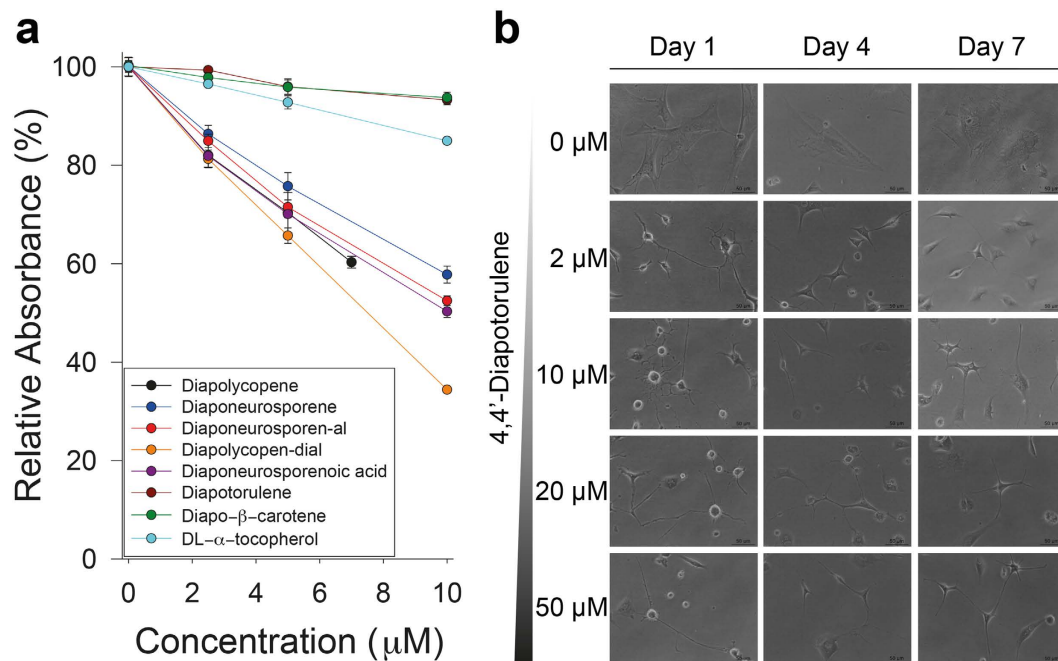 a
Relative Absorbance (%)
100
80
60
40
20
0
0
2
4
6
8
10
Concentration (μM)
Diapolycopene
Diaponeurosporene
Diaponeurosporen-al
Diapolycopen-dial
Diaponeurosporenoic acid
Diapotorulene
Diapo-β-carotene
DL-α-tocopherol
b
Day 1 Day 4 Day 7
4,4'-Diapotorulene
0 μM
2 μM
10 μM
20 μM
50 μM